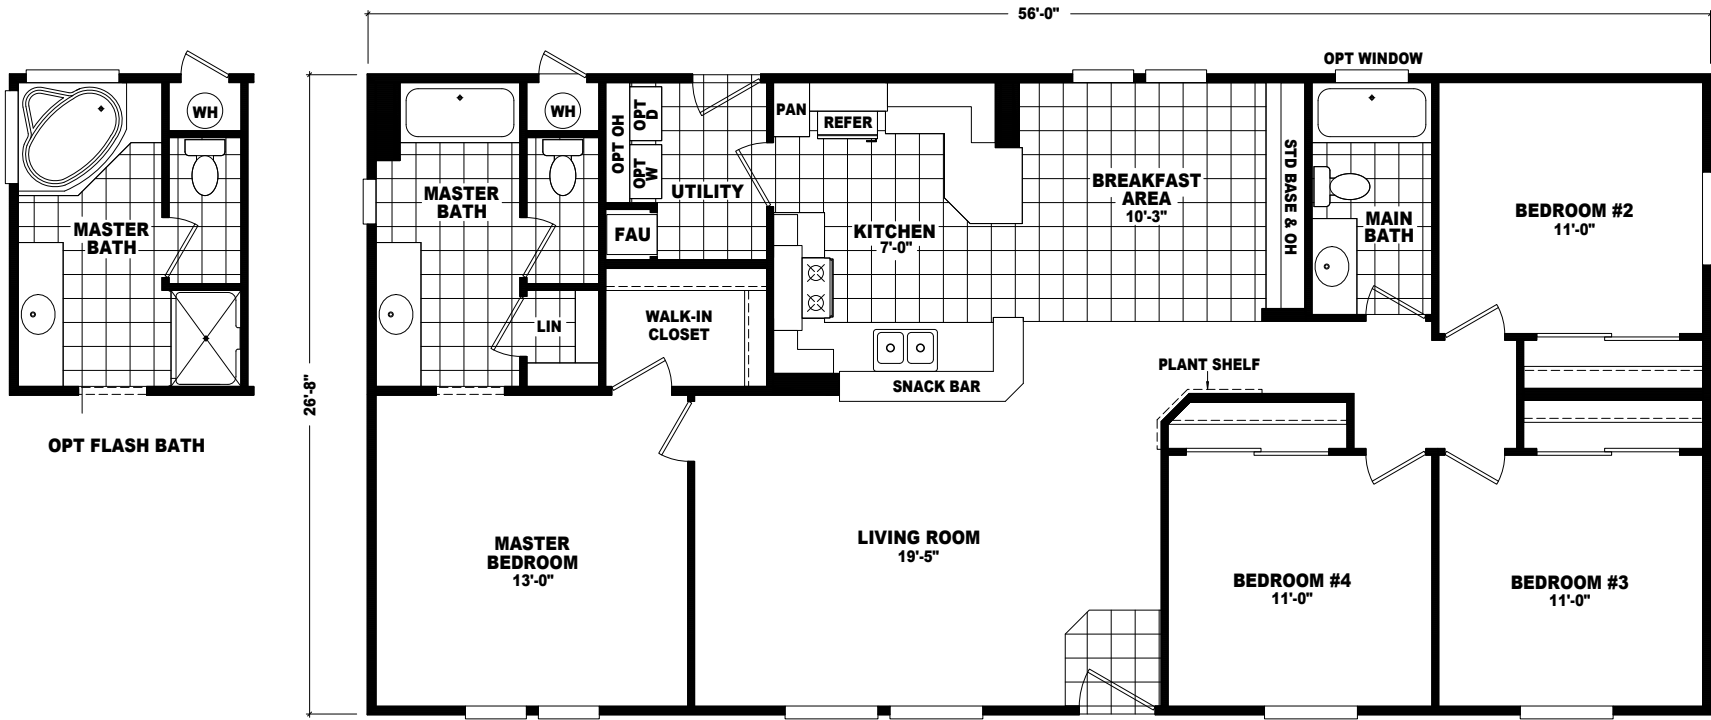 56'-0"
OPT WINDOW
WH
MASTER
BATH
OPT FLASH BATH
26'-8"
WH
MASTER
BATH
LIN
OPT OH
OPT
D
OPT
W
UTILITY
FAU
WALK-IN
CLOSET
PAN
REFER
KITCHEN
7'-0"
SNACK BAR
BREAKFAST
AREA
10'-3"
STD BASE & OH
MAIN
BATH
BEDROOM #2
11'-0"
PLANT SHELF
MASTER
BEDROOM
13'-0"
LIVING ROOM
19'-5"
BEDROOM #4
11'-0"
BEDROOM #3
11'-0"